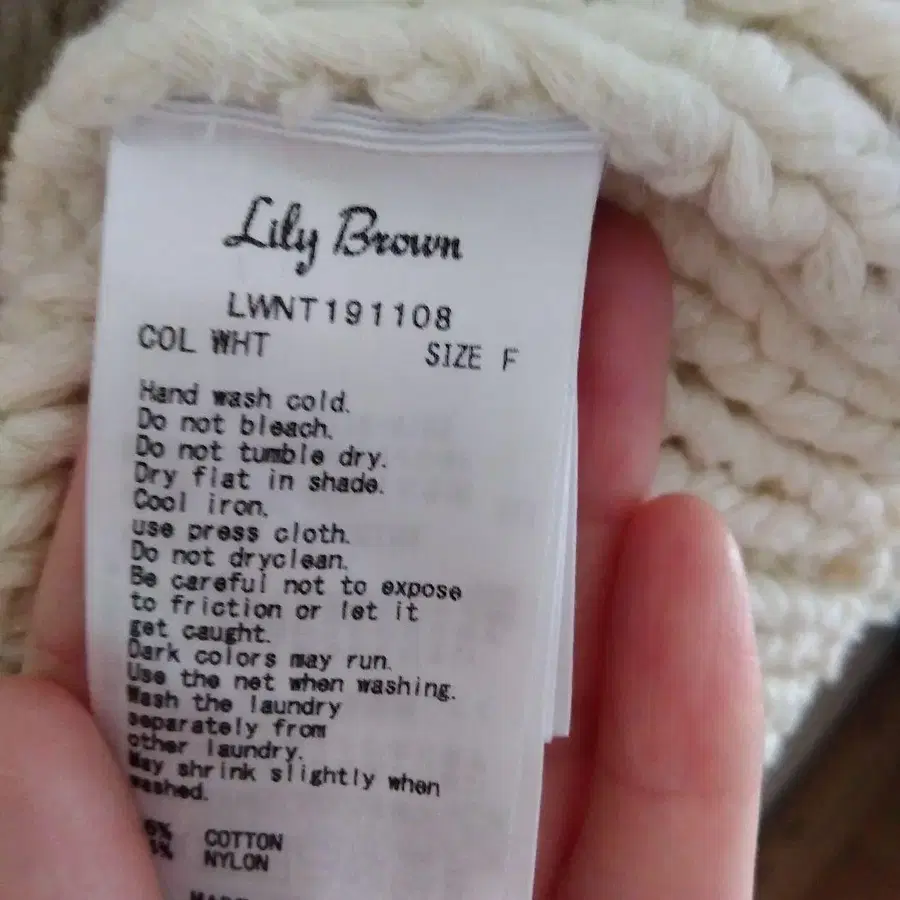 Lily Brown
LWNT191108
COL WHT SIZE F
Hand wash cold.
Do not bleach.
Do not tumble dry.
Dry flat in shade.
Cool iron.
use press cloth.
Do not dryclean.
Be careful not to expose
to friction or let it
get caught.
Dark colors may run.
Use the net when washing.
Wash the laundry
separately from
other laundry.
May shrink slightly when
washed.
COTTON
NYLON